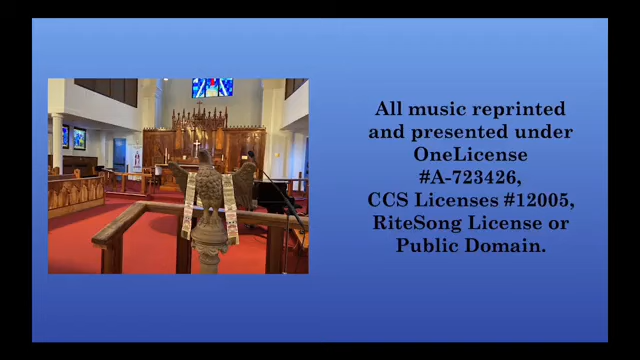 All music reprinted
and presented under
OneLicense
#A-723426,
CCS Licenses #12005,
RiteSong License or
Public Domain.